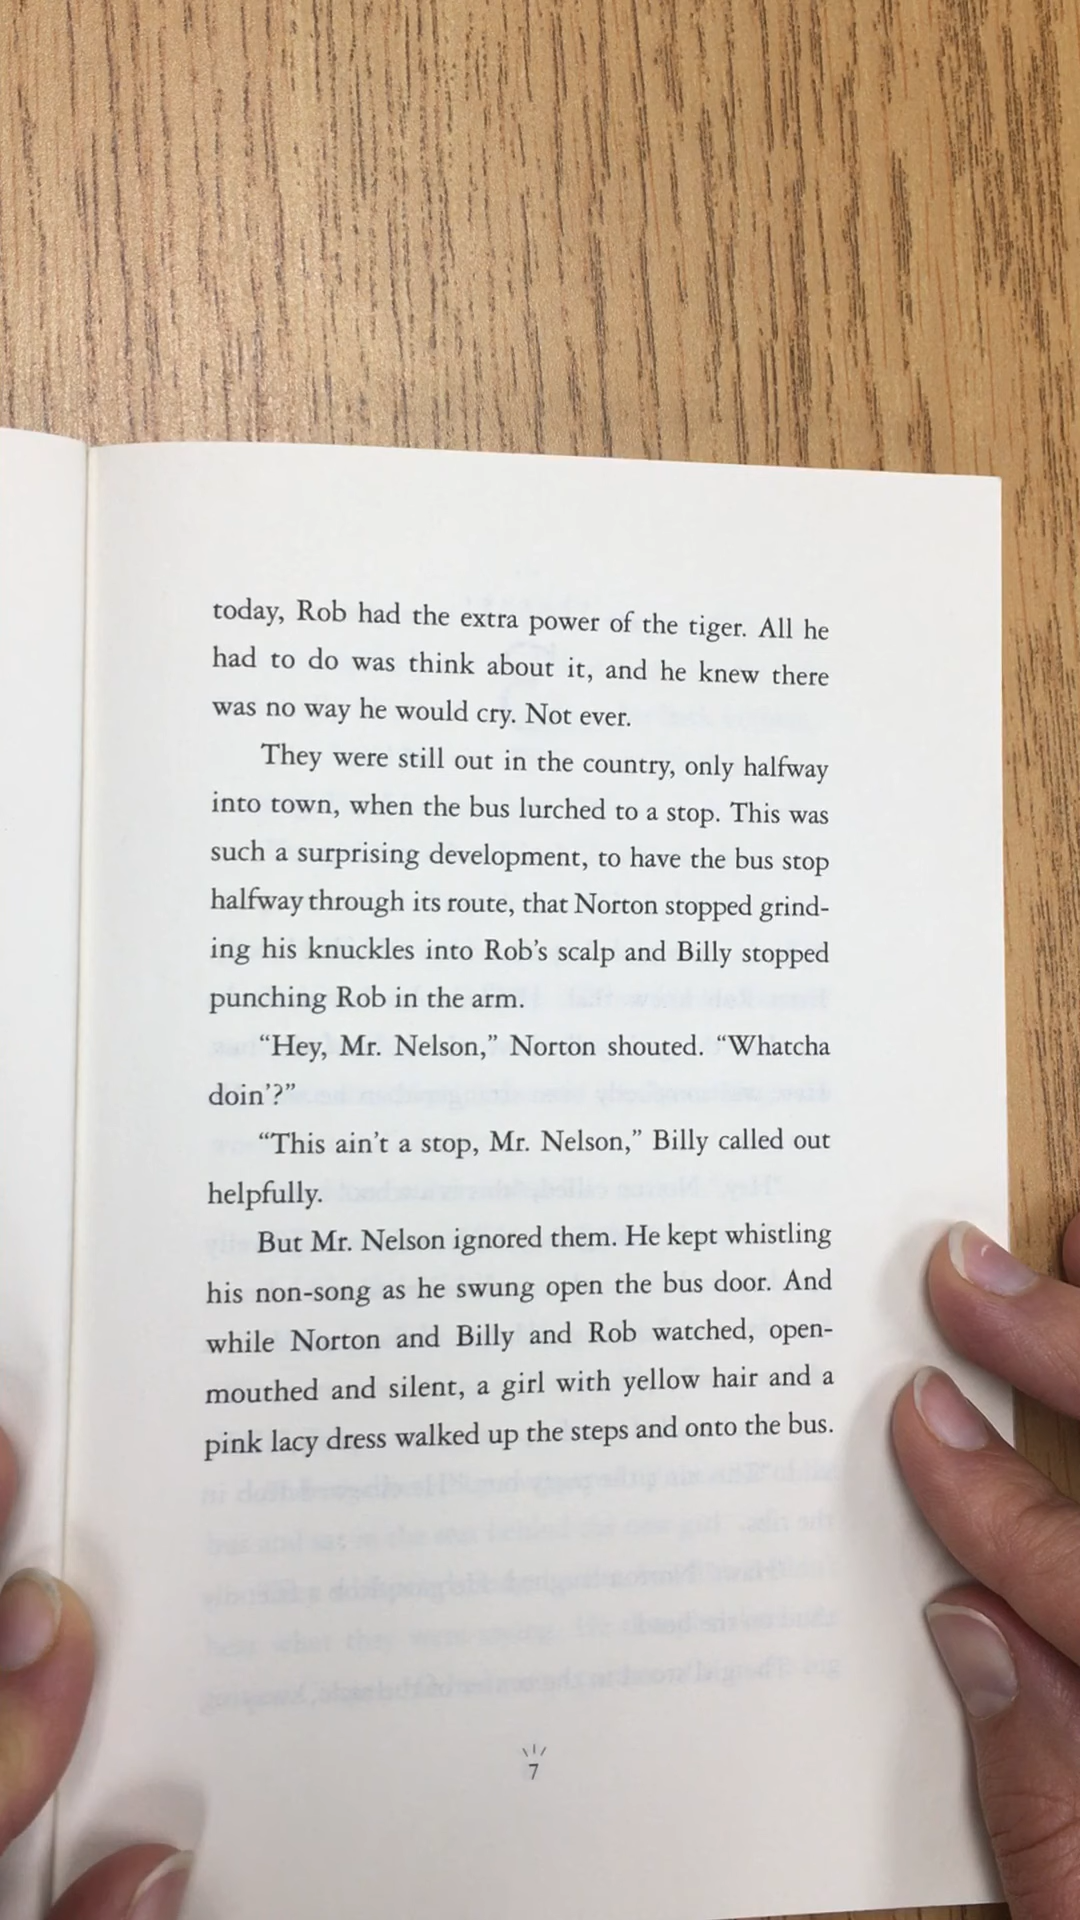 today, Rob had the extra power of the tiger. All he
had to do was think about it, and he knew there
was no way he would cry. Not ever.
They were still out in the country, only halfway
into town, when the bus lurched to a stop. This was
such a surprising development, to have the bus stop
halfway through its route, that Norton stopped grind-
ing his knuckles into Rob’s scalp and Billy stopped
punching Rob in the arm.
“Hey, Mr. Nelson,” Norton shouted. “Whatcha
doin’?”
“This ain’t a stop, Mr. Nelson,” Billy called out
helpfully.
But Mr. Nelson ignored them. He kept whistling
his non-song as he swung open the bus door. And
while Norton and Billy and Rob watched, open-
mouthed and silent, a girl with yellow hair and a
pink lacy dress walked up the steps and onto the bus.
7